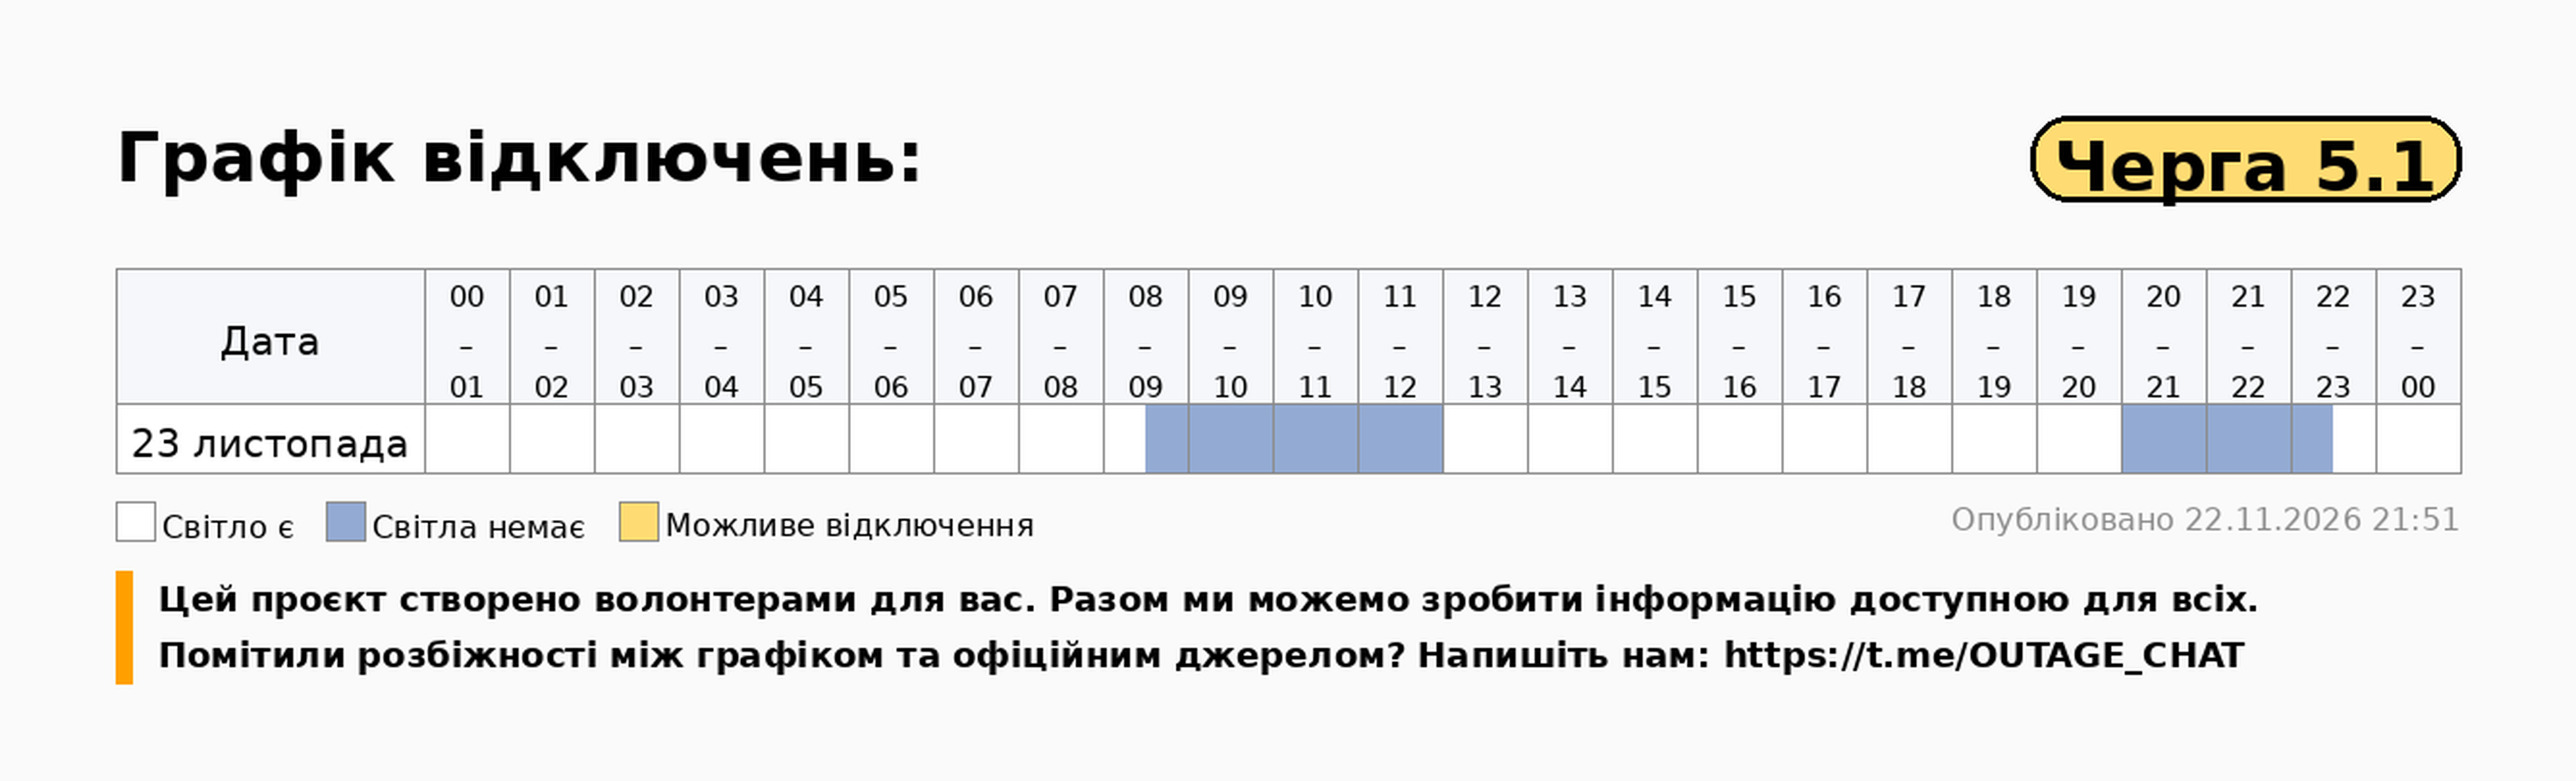 Графік відключень:
Черга 5.1
Дата
00 – 01
01 – 02
02 – 03
03 – 04
04 – 05
05 – 06
06 – 07
07 – 08
08 – 09
09 – 10
10 – 11
11 – 12
12 – 13
13 – 14
14 – 15
15 – 16
16 – 17
17 – 18
18 – 19
19 – 20
20 – 21
21 – 22
22 – 23
23 – 00
23 листопада
Світло є
Світла немає
Можливе відключення
Опубліковано 22.11.2026 21:51
Цей проєкт створено волонтерами для вас. Разом ми можемо зробити інформацію доступною для всіх.
Помітили розбіжності між графіком та офіційним джерелом? Напишіть нам: https://t.me/OUTAGE_CHAT